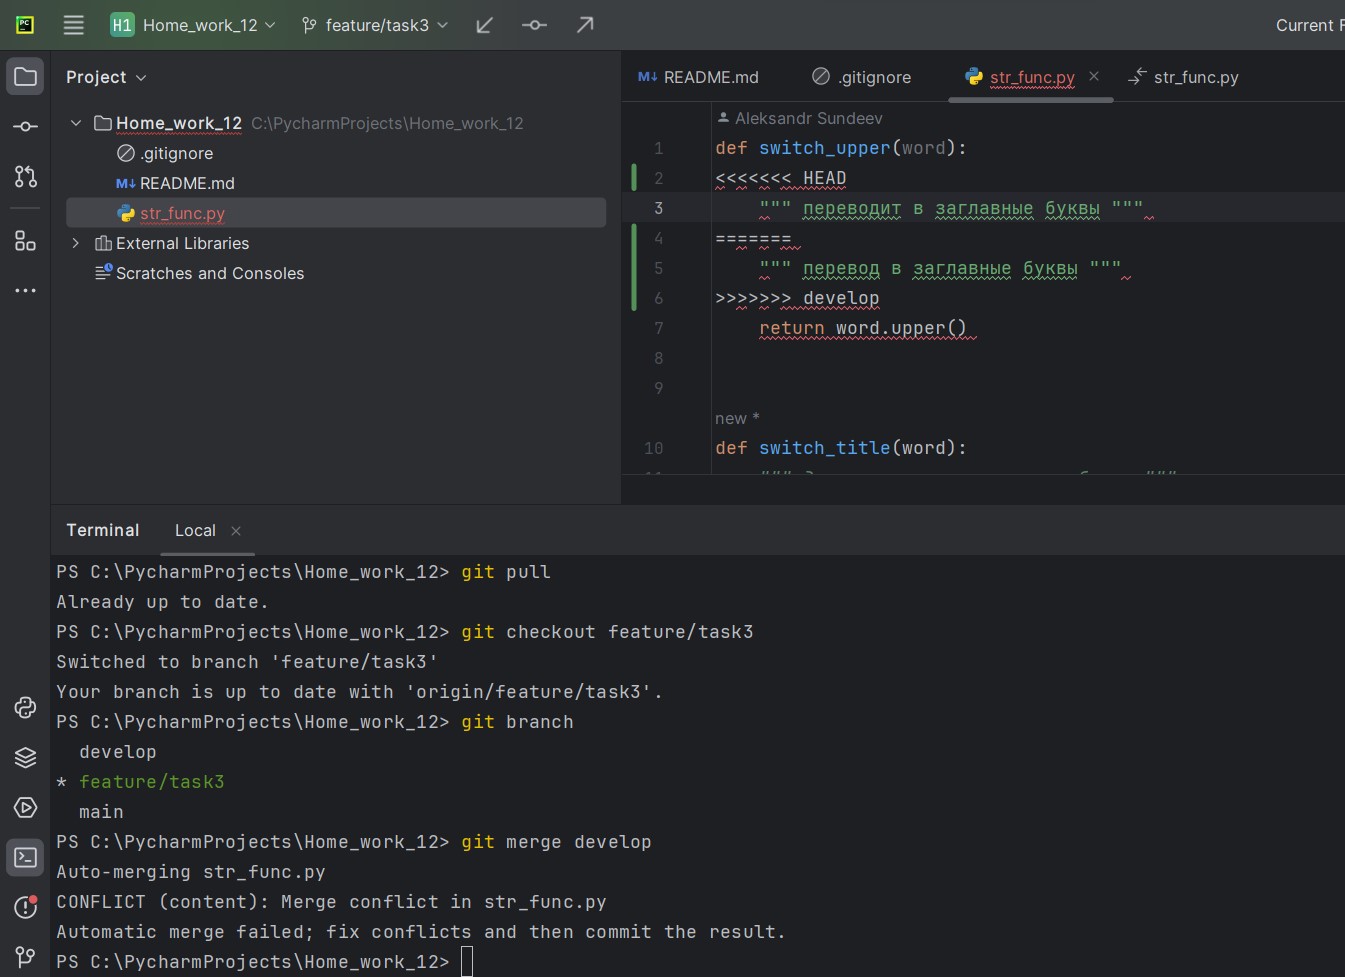 PC H1 Home_work_12 feature/task3 Current
Project
Home_work_12 C:\PycharmProjects\Home_work_12
.gitignore
M↓ README.md
str_func.py
External Libraries
Scratches and Consoles
M↓ README.md .gitignore str_func.py str_func.py
Aleksandr Sundeev
1 def switch_upper(word):
2 <<<<<<< HEAD
3 """ переводит в заглавные буквы """
4 =======
5 """ перевод в заглавные буквы """
6 >>>>>>> develop
7 return word.upper()
8
9
new *
10 def switch_title(word):
Terminal Local
PS C:\PycharmProjects\Home_work_12> git pull
Already up to date.
PS C:\PycharmProjects\Home_work_12> git checkout feature/task3
Switched to branch 'feature/task3'
Your branch is up to date with 'origin/feature/task3'.
PS C:\PycharmProjects\Home_work_12> git branch
develop
* feature/task3
main
PS C:\PycharmProjects\Home_work_12> git merge develop
Auto-merging str_func.py
CONFLICT (content): Merge conflict in str_func.py
Automatic merge failed; fix conflicts and then commit the result.
PS C:\PycharmProjects\Home_work_12>